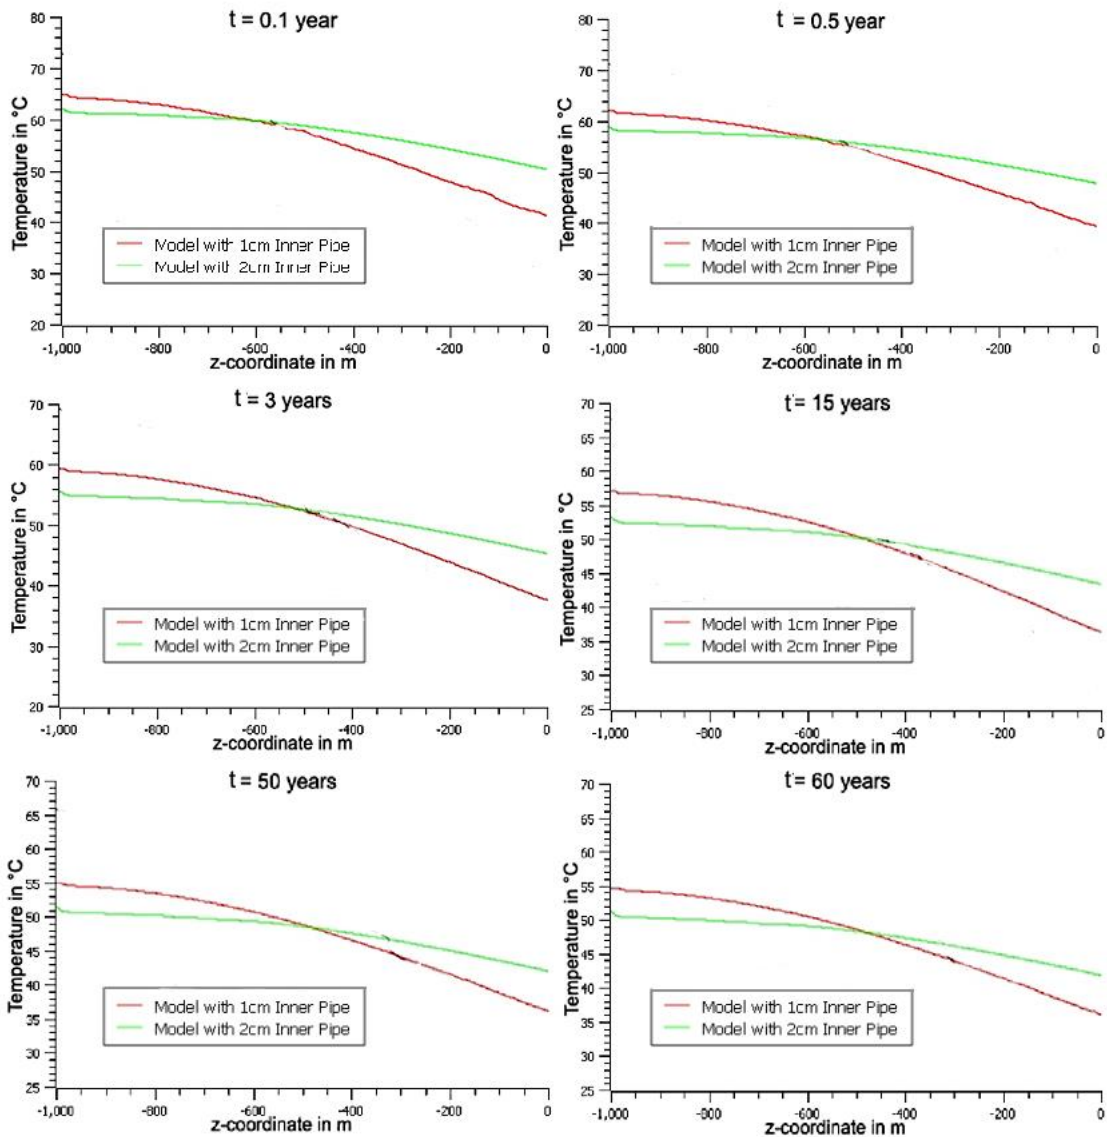 t = 0.1 year
80
70
60
50
40
30
20
Temperature in °C
Model with 1cm Inner Pipe
Model with 2cm Inner Pipe
-1,000 -800 -600 -400 -200 0
z-coordinate in m
t = 0.5 year
80
70
60
50
40
30
20
Temperature in °C
Model with 1cm Inner Pipe
Model with 2cm Inner Pipe
-1,000 -800 -600 -400 -200 0
z-coordinate in m
t = 3 years
70
60
50
40
30
20
Temperature in °C
Model with 1cm Inner Pipe
Model with 2cm Inner Pipe
-1,000 -800 -600 -400 -200 0
z-coordinate in m
t = 15 years
70
65
60
55
50
45
40
35
30
25
Temperature in °C
Model with 1cm Inner Pipe
Model with 2cm Inner Pipe
-1,000 -800 -600 -400 -200 0
z-coordinate in m
t = 50 years
70
65
60
55
50
45
40
35
30
25
Temperature in °C
Model with 1cm Inner Pipe
Model with 2cm Inner Pipe
-1,000 -800 -600 -400 -200 0
z-coordinate in m
t = 60 years
70
65
60
55
50
45
40
35
30
25
Temperature in °C
Model with 1cm Inner Pipe
Model with 2cm Inner Pipe
-1,000 -800 -600 -400 -200 0
z-coordinate in m